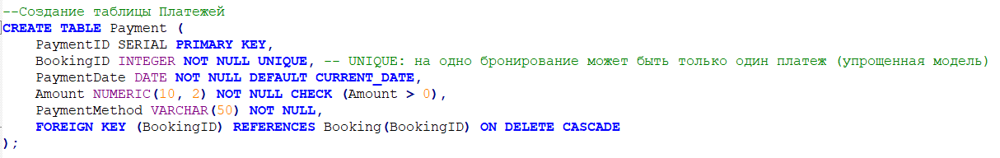 --Создание таблицы Платежей
CREATE TABLE Payment (
    PaymentID SERIAL PRIMARY KEY,
    BookingID INTEGER NOT NULL UNIQUE, -- UNIQUE: на одно бронирование может быть только один платеж (упрощенная модель)
    PaymentDate DATE NOT NULL DEFAULT CURRENT_DATE,
    Amount NUMERIC(10, 2) NOT NULL CHECK (Amount > 0),
    PaymentMethod VARCHAR(50) NOT NULL,
    FOREIGN KEY (BookingID) REFERENCES Booking(BookingID) ON DELETE CASCADE
);